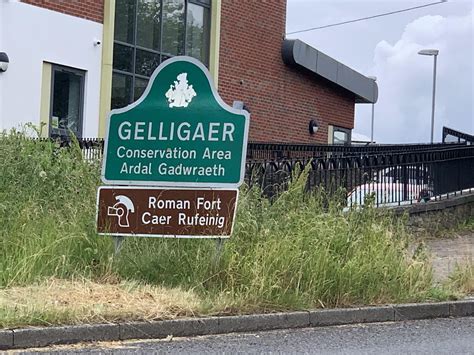 GELLIGAER
Conservation Area
Ardal Gadwraeth
Roman Fort
Caer Rufeinig